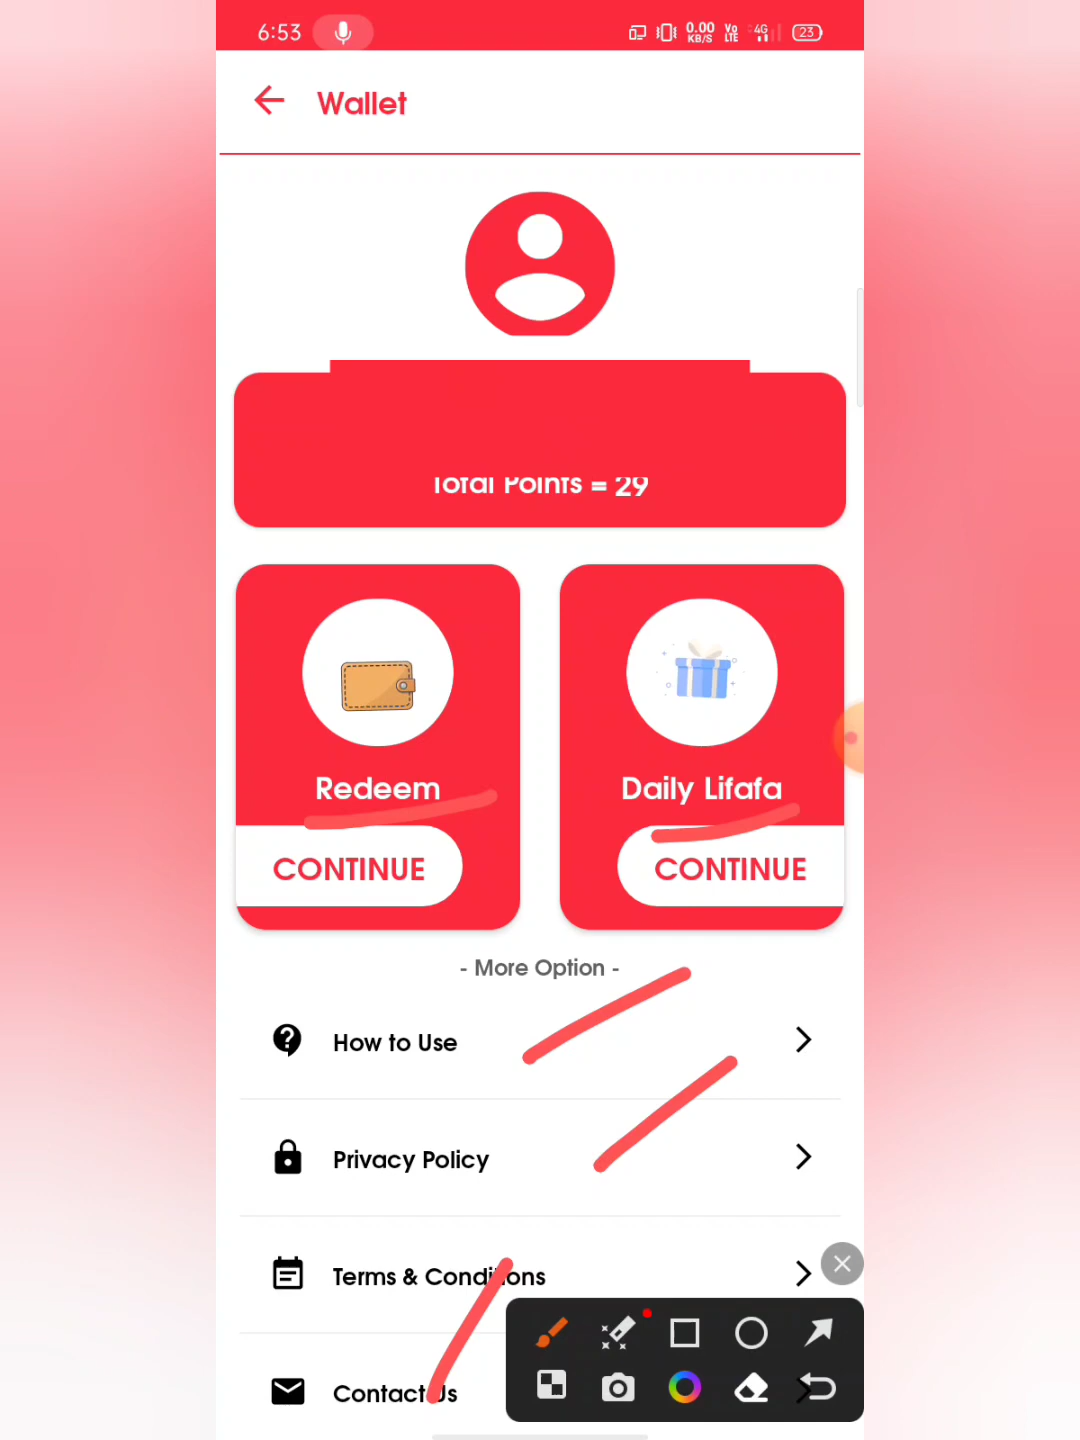 6:53 0.00 KB/S Vo LTE 4G 23
Wallet
Total Points = 29
Redeem
Daily Lifafa
CONTINUE
CONTINUE
- More Option -
How to Use
Privacy Policy
Terms & Conditions
Contact Us